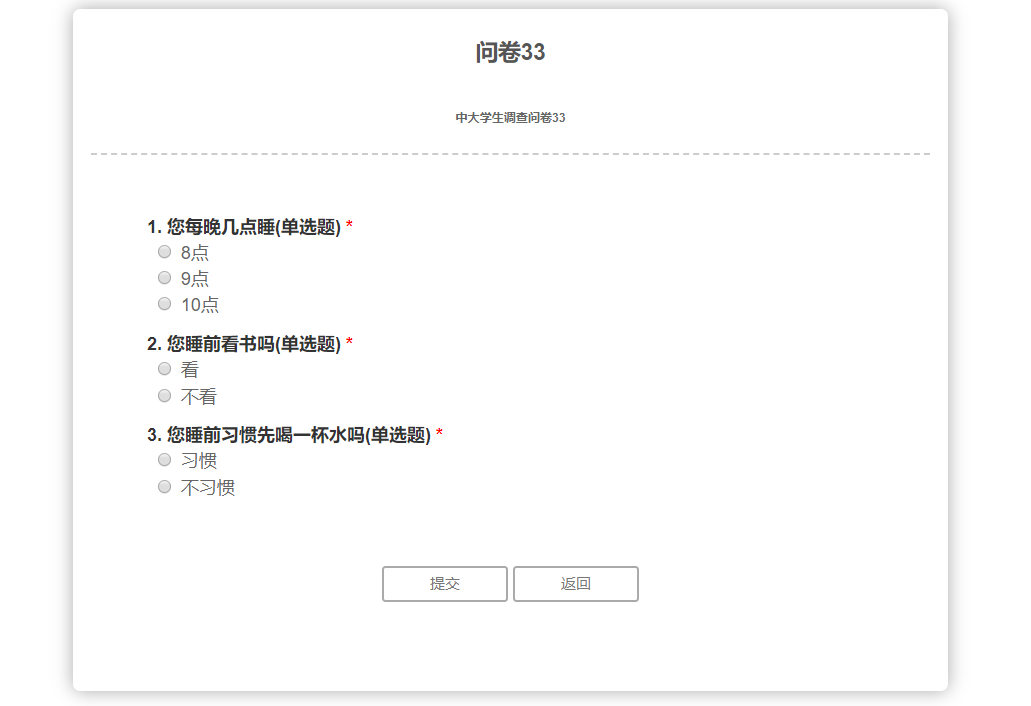 问卷33
中大学生调查问卷33
1. 您每晚几点睡(单选题) *
8点
9点
10点
2. 您睡前看书吗(单选题) *
看
不看
3. 您睡前习惯先喝一杯水吗(单选题) *
习惯
不习惯
提交 返回